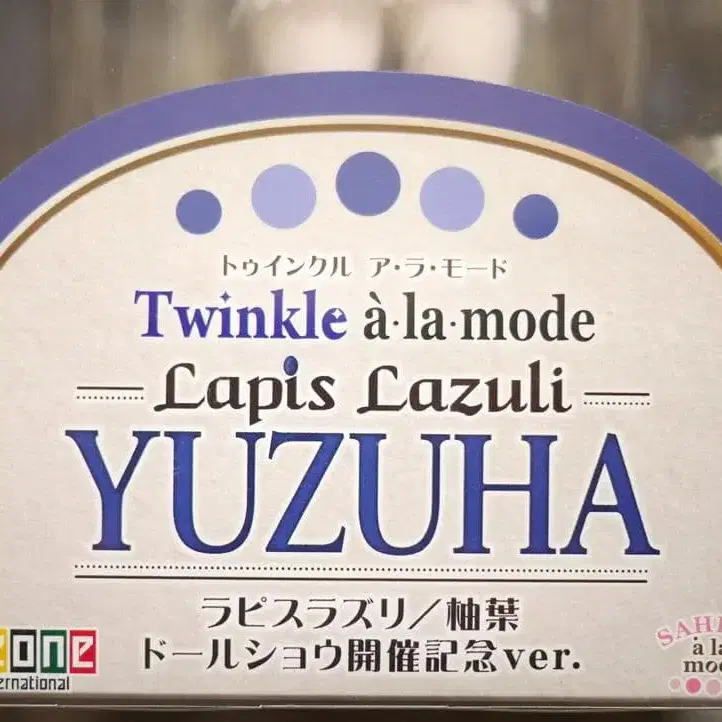 トゥインクル ア・ラ・モード
Twinkle à·la·mode
Lapis Lazuli
YUZUHA
ラピスラズリ／柚葉
ドールショウ開催記念ver.
à la